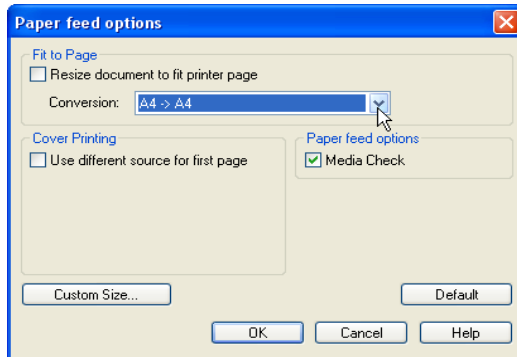 Paper feed options
Fit to Page
Resize document to fit printer page
Conversion: A4 -> A4
Cover Printing
Use different source for first page
Paper feed options
Media Check
Custom Size...
Default
OK
Cancel
Help